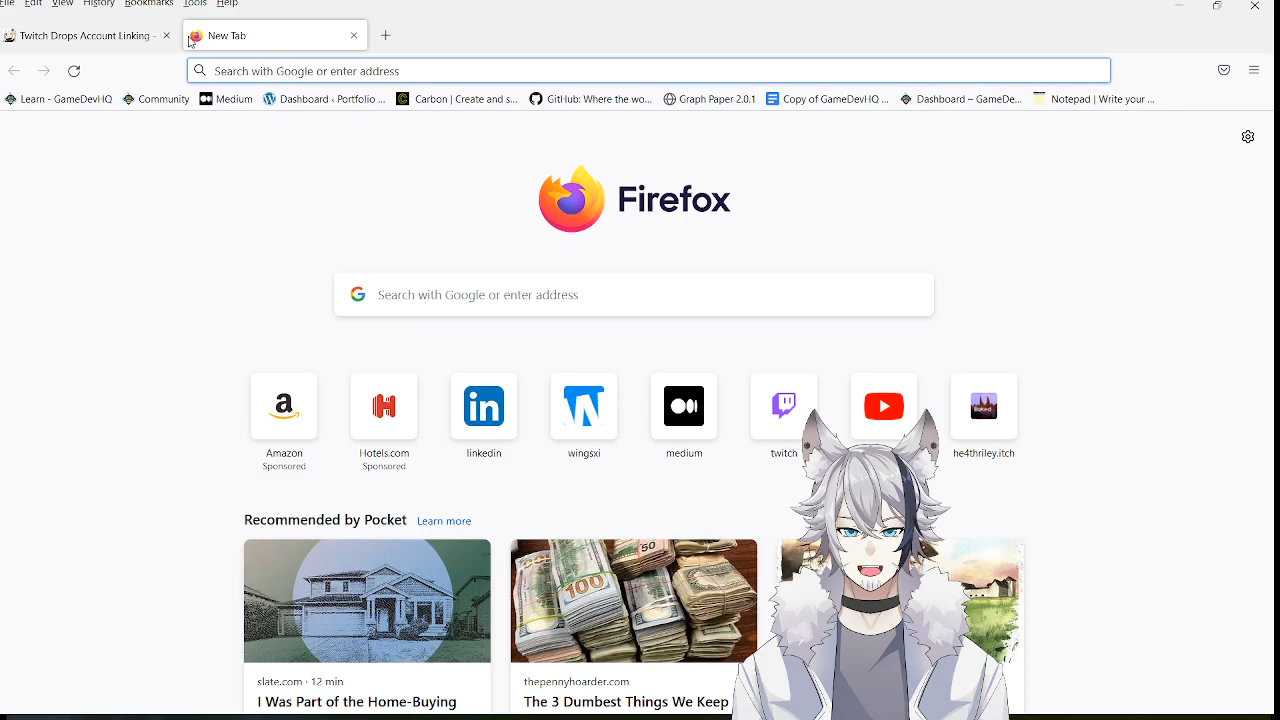 File Edit View History Bookmarks Tools Help
Twitch Drops Account Linking - New Tab
Search with Google or enter address
Learn - GameDevHQ Community Medium Dashboard ‹ Portfolio ... Carbon | Create and s... GitHub: Where the wo... Graph Paper 2.0.1 Copy of GameDevHQ ... Dashboard – GameDe... Notepad | Write your ...
Firefox
Search with Google or enter address
Amazon Hotels.com linkedin wingsxi medium twitch he4thriley.itch
Sponsored Sponsored
Recommended by Pocket Learn more
slate.com · 12 min thepennyhoarder.com
I Was Part of the Home-Buying The 3 Dumbest Things We Keep